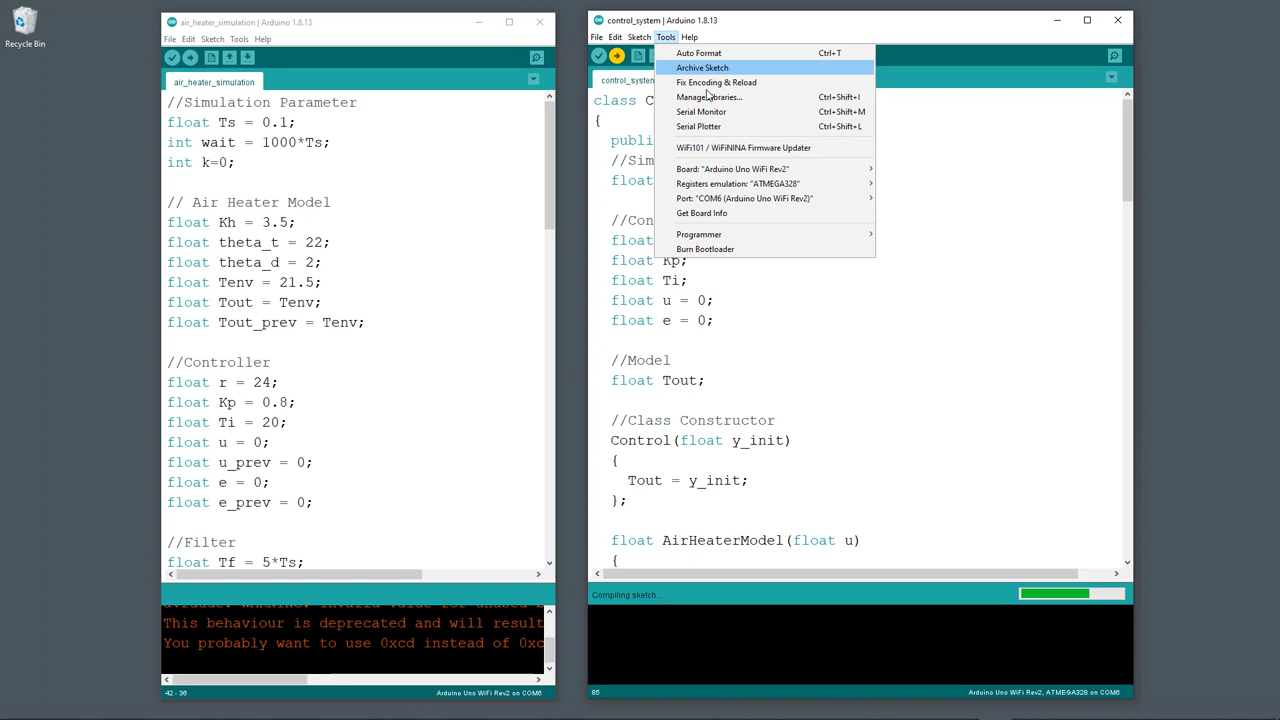 Recycle Bin
air_heater_simulation | Arduino 1.8.13
File Edit Sketch Tools Help
air_heater_simulation
//Simulation Parameter
float Ts = 0.1;
int wait = 1000*Ts;
int k=0;
// Air Heater Model
float Kh = 3.5;
float theta_t = 22;
float theta_d = 2;
float Tenv = 21.5;
float Tout = Tenv;
float Tout_prev = Tenv;
//Controller
float r = 24;
float Kp = 0.8;
float Ti = 20;
float u = 0;
float u_prev = 0;
float e = 0;
float e_prev = 0;
//Filter
float Tf = 5*Ts;
This behaviour is deprecated and will result
You probably want to use 0xcd instead of 0xc
42 - 36
Arduino Uno WiFi Rev2 on COM6
control_system | Arduino 1.8.13
File Edit Sketch Tools Help
control_system
Auto Format Ctrl+T
Archive Sketch
Fix Encoding & Reload
Manage Libraries... Ctrl+Shift+I
Serial Monitor Ctrl+Shift+M
Serial Plotter Ctrl+Shift+L
WiFi101 / WiFiNINA Firmware Updater
Board: "Arduino Uno WiFi Rev2"
Registers emulation: "ATMEGA328"
Port: "COM6 (Arduino Uno WiFi Rev2)"
Get Board Info
Programmer
Burn Bootloader
class C
{
publi
//Sim
float
//Con
float
float Kp;
float Ti;
float u = 0;
float e = 0;
//Model
float Tout;
//Class Constructor
Control(float y_init)
{
Tout = y_init;
};
float AirHeaterModel(float u)
{
Compiling sketch...
85
Arduino Uno WiFi Rev2, ATMEGA328 on COM6